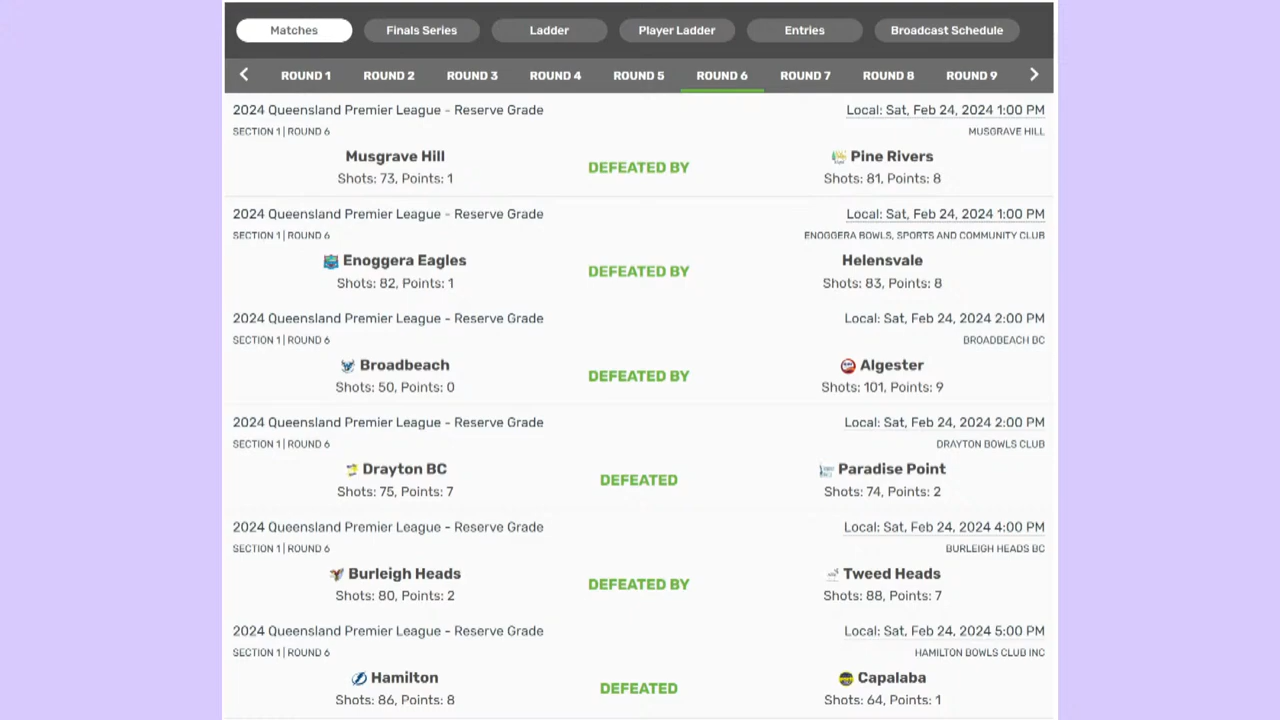 Matches Finals Series Ladder Player Ladder Entries Broadcast Schedule
ROUND 1 ROUND 2 ROUND 3 ROUND 4 ROUND 5 ROUND 6 ROUND 7 ROUND 8 ROUND 9
2024 Queensland Premier League - Reserve Grade Local: Sat, Feb 24, 2024 1:00 PM
SECTION 1 | ROUND 6 MUSGRAVE HILL
Musgrave Hill DEFEATED BY Pine Rivers
Shots: 73, Points: 1 Shots: 81, Points: 8
2024 Queensland Premier League - Reserve Grade Local: Sat, Feb 24, 2024 1:00 PM
SECTION 1 | ROUND 6 ENOGGERA BOWLS, SPORTS AND COMMUNITY CLUB
Enoggera Eagles DEFEATED BY Helensvale
Shots: 82, Points: 1 Shots: 83, Points: 8
2024 Queensland Premier League - Reserve Grade Local: Sat, Feb 24, 2024 2:00 PM
SECTION 1 | ROUND 6 BROADBEACH BC
Broadbeach DEFEATED BY Algester
Shots: 50, Points: 0 Shots: 101, Points: 9
2024 Queensland Premier League - Reserve Grade Local: Sat, Feb 24, 2024 2:00 PM
SECTION 1 | ROUND 6 DRAYTON BOWLS CLUB
Drayton BC DEFEATED Paradise Point
Shots: 75, Points: 7 Shots: 74, Points: 2
2024 Queensland Premier League - Reserve Grade Local: Sat, Feb 24, 2024 4:00 PM
SECTION 1 | ROUND 6 BURLEIGH HEADS BC
Burleigh Heads DEFEATED BY Tweed Heads
Shots: 80, Points: 2 Shots: 88, Points: 7
2024 Queensland Premier League - Reserve Grade Local: Sat, Feb 24, 2024 5:00 PM
SECTION 1 | ROUND 6 HAMILTON BOWLS CLUB INC
Hamilton DEFEATED Capalaba
Shots: 86, Points: 8 Shots: 64, Points: 1